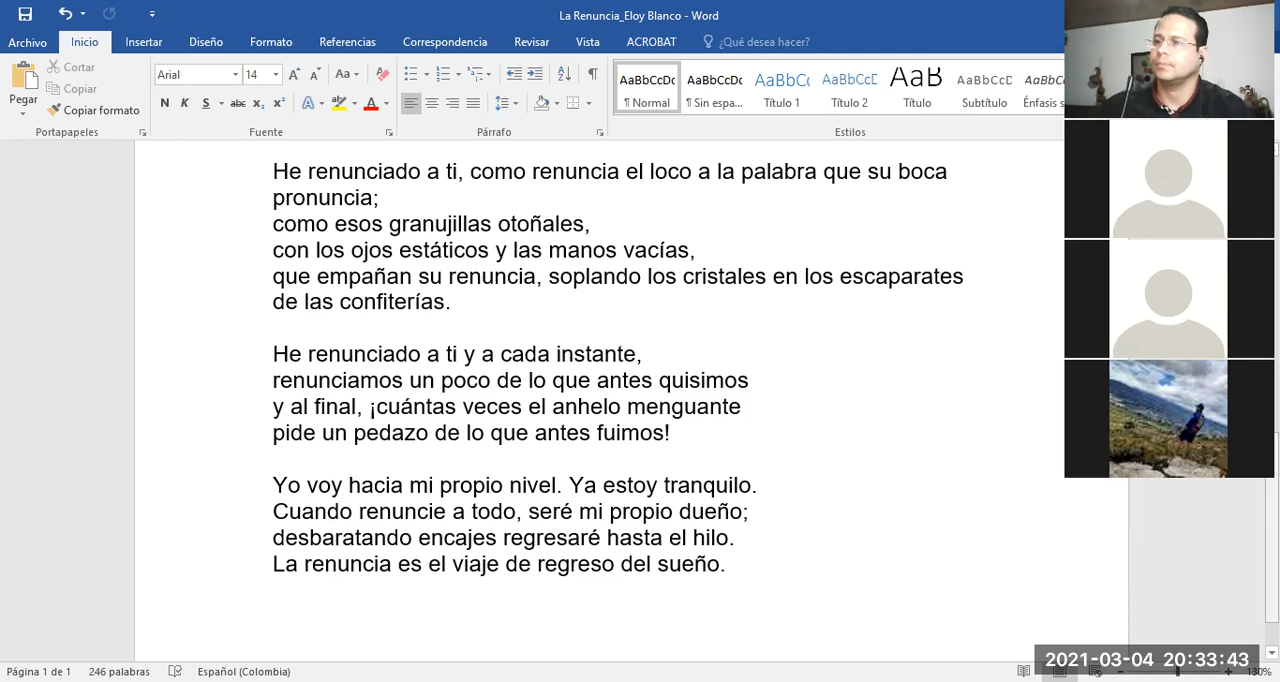 La Renuncia_Eloy Blanco - Word
Archivo Inicio Insertar Diseño Formato Referencias Correspondencia Revisar Vista ACROBAT ¿Qué desea hacer?
Pegar
Cortar
Copiar
Copiar formato
Portapapeles
Arial 14
Aa
N K S abc x₂ x²
A A
Fuente
Párrafo
AaBbCcDc AaBbCcDc AaBbCc AaBbCcD AaB AaBbCcD AaBbCcD
¶ Normal ¶ Sin espa... Título 1 Título 2 Título Subtítulo Énfasis s
Estilos
He renunciado a ti, como renuncia el loco a la palabra que su boca
pronuncia;
como esos granujillas otoñales,
con los ojos estáticos y las manos vacías,
que empañan su renuncia, soplando los cristales en los escaparates
de las confiterías.
He renunciado a ti y a cada instante,
renunciamos un poco de lo que antes quisimos
y al final, ¡cuántas veces el anhelo menguante
pide un pedazo de lo que antes fuimos!
Yo voy hacia mi propio nivel. Ya estoy tranquilo.
Cuando renuncie a todo, seré mi propio dueño;
desbaratando encajes regresaré hasta el hilo.
La renuncia es el viaje de regreso del sueño.
Página 1 de 1 246 palabras Español (Colombia)
2021-03-04 20:33:43
130%